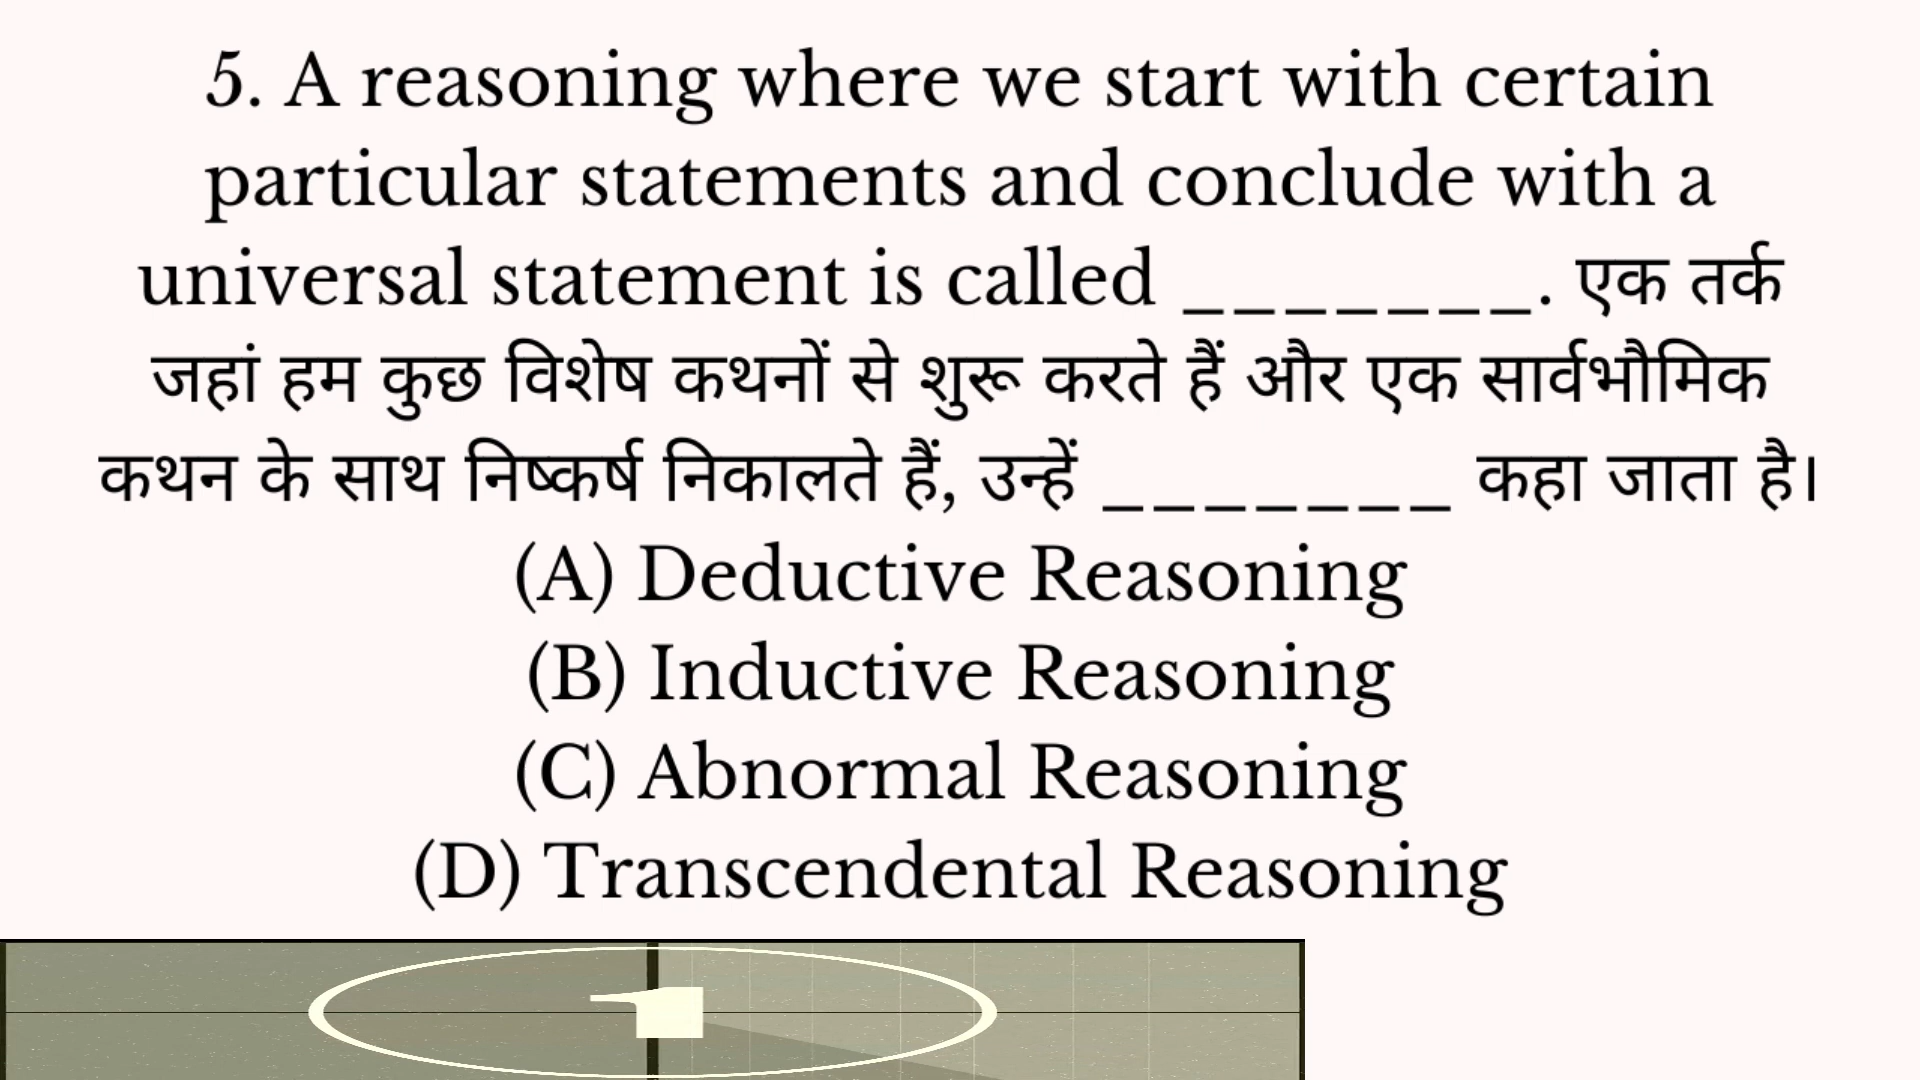 5. A reasoning where we start with certain
particular statements and conclude with a
universal statement is called _______. एक तर्क
जहां हम कुछ विशेष कथनों से शुरू करते हैं और एक सार्वभौमिक
कथन के साथ निष्कर्ष निकालते हैं, उन्हें _______ कहा जाता है।
(A) Deductive Reasoning
(B) Inductive Reasoning
(C) Abnormal Reasoning
(D) Transcendental Reasoning